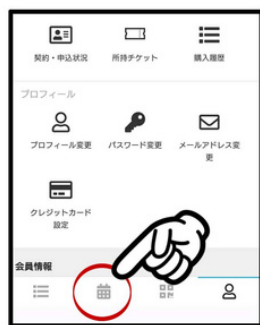 契約・申込状況 所持チケット 購入履歴
プロフィール
プロフィール変更 パスワード変更 メールアドレス変
更
クレジットカード
設定
会員情報